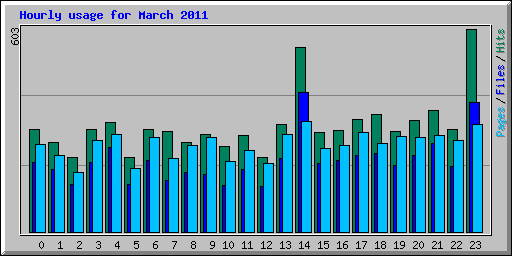 Hourly usage for March 2011
603
Pages / Files / Hits
0 1 2 3 4 5 6 7 8 9 10 11 12 13 14 15 16 17 18 19 20 21 22 23